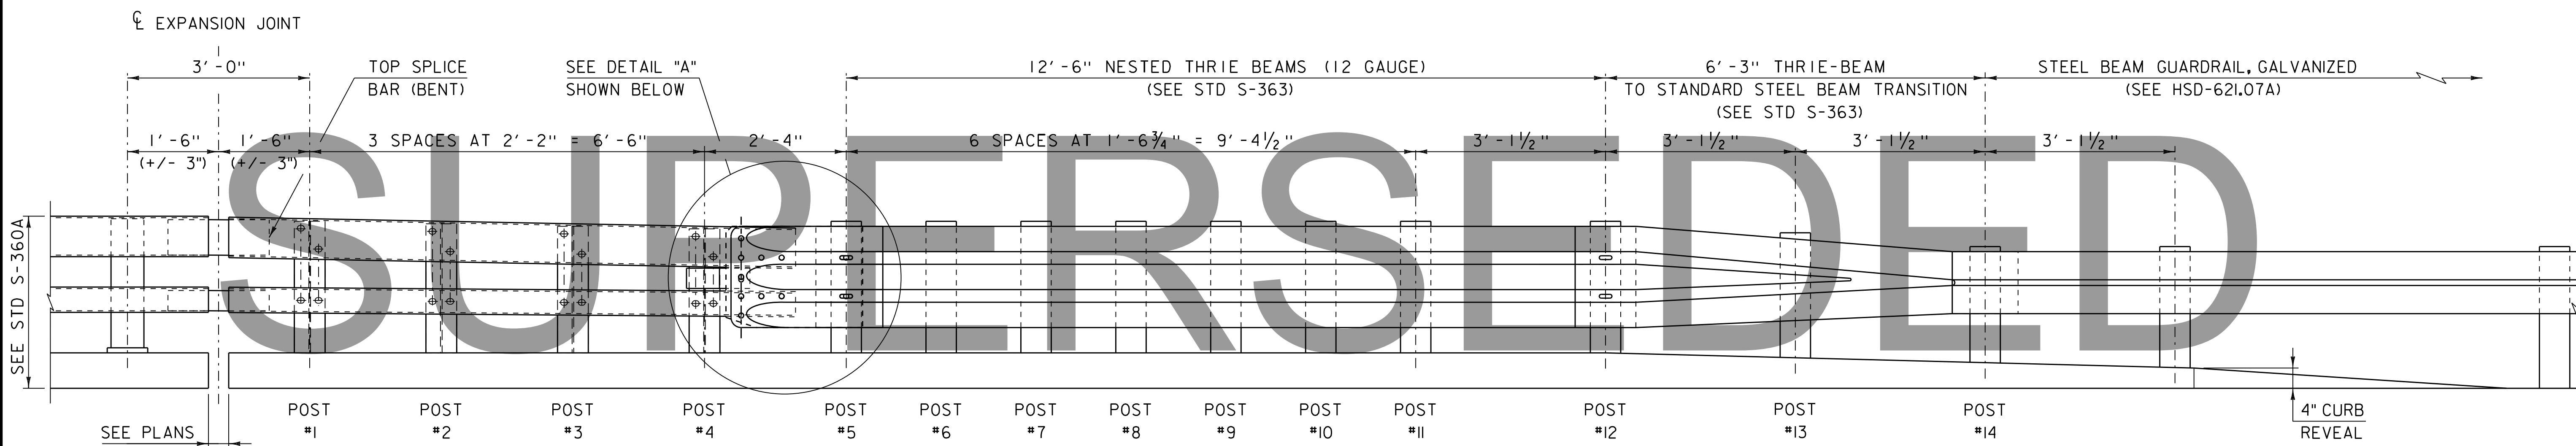 ℄ EXPANSION JOINT
3'-0"
TOP SPLICE
BAR (BENT)
SEE DETAIL "A"
SHOWN BELOW
12'-6" NESTED THRIE BEAMS (12 GAUGE)
(SEE STD S-363)
6'-3" THRIE-BEAM
TO STANDARD STEEL BEAM TRANSITION
(SEE STD S-363)
STEEL BEAM GUARDRAIL, GALVANIZED
(SEE HSD-621.07A)
1'-6"
(+/- 3")
1'-6"
(+/- 3")
3 SPACES AT 2'-2" = 6'-6"
2'-4"
6 SPACES AT 1'-6¾" = 9'-4½"
3'-1½"
3'-1½"
3'-1½"
3'-1½"
SUPERSEDED
SEE STD S-360A
SEE PLANS
POST
#1
POST
#2
POST
#3
POST
#4
POST
#5
POST
#6
POST
#7
POST
#8
POST
#9
POST
#10
POST
#11
POST
#12
POST
#13
POST
#14
4" CURB
REVEAL